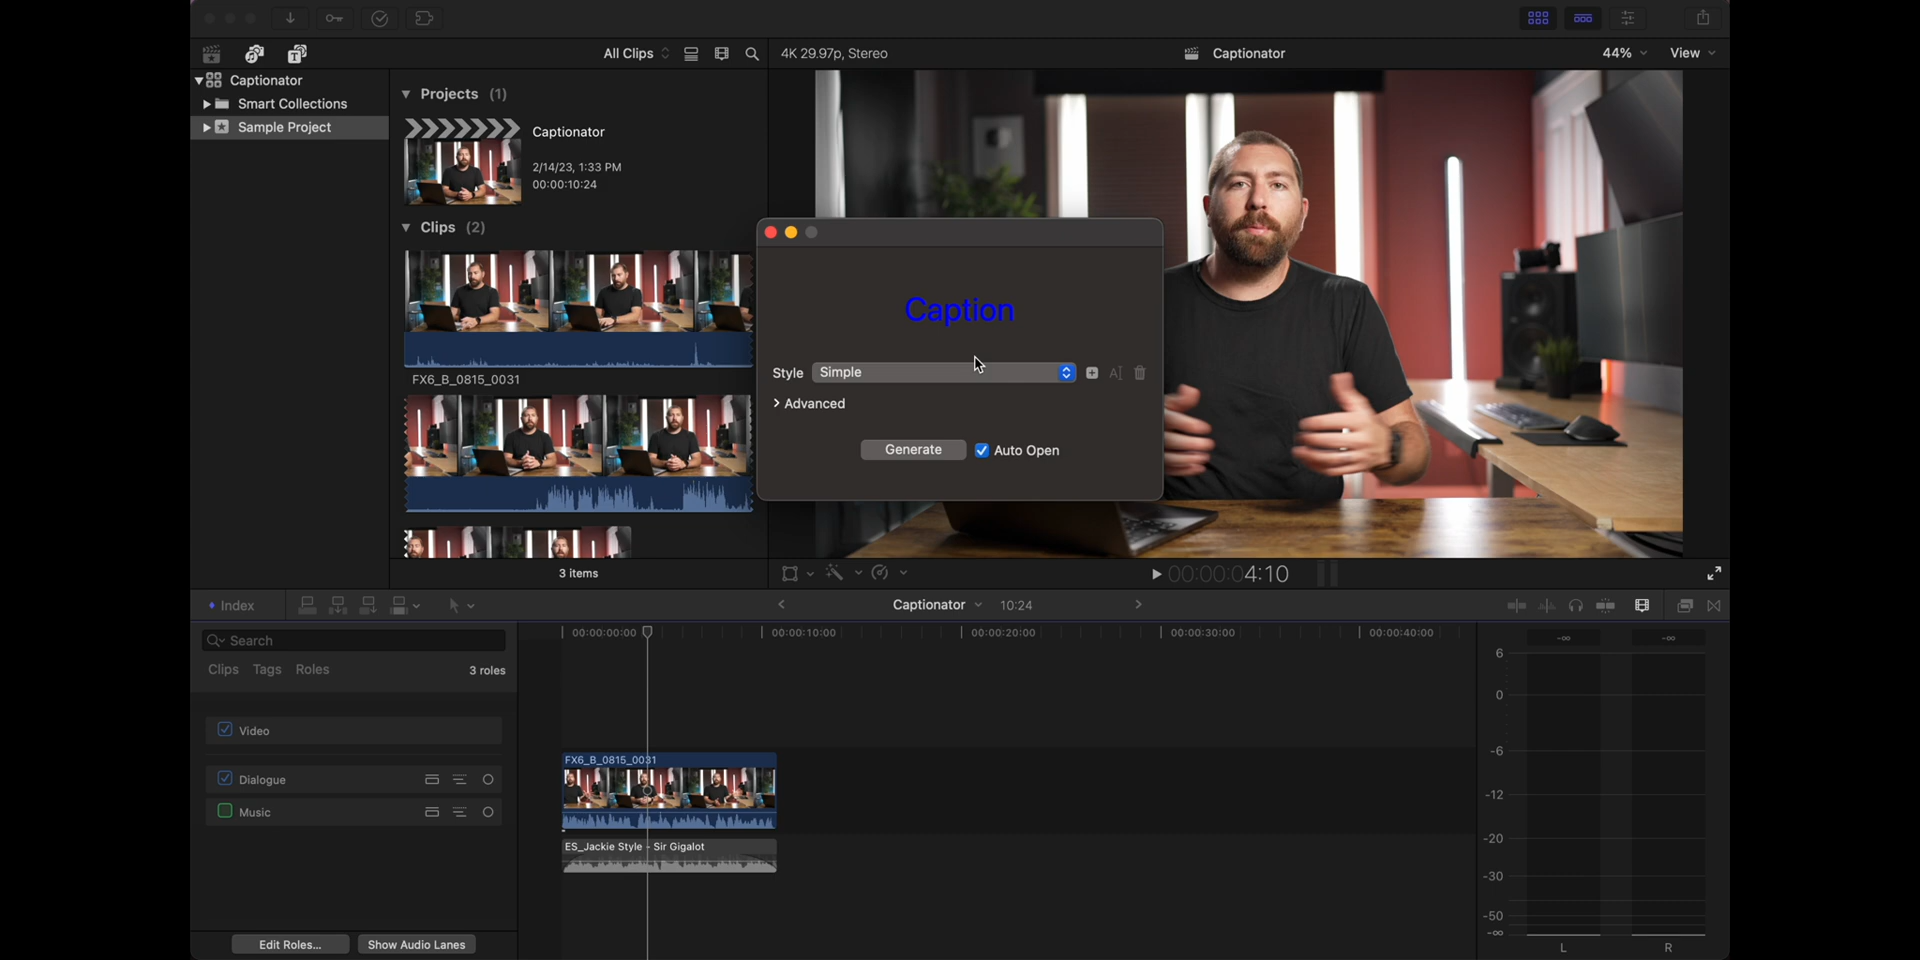 All Clips
4K 29.97p, Stereo
Captionator
44%
View
Captionator
Smart Collections
Sample Project
Projects (1)
Captionator
2/14/23, 1:33 PM
00:00:10:24
Clips (2)
FX6_B_0815_0031
3 items
Caption
Style
Simple
Advanced
Generate
Auto Open
00:00:04:10
Index
Captionator
10:24
Search
Clips
Tags
Roles
3 roles
Video
Dialogue
Music
Edit Roles...
Show Audio Lanes
00:00:00:00
00:00:10:00
00:00:20:00
00:00:30:00
00:00:40:00
FX6_B_0815_0031
ES_Jackie Style - Sir Gigalot
-∞
-∞
6
0
-6
-12
-20
-30
-50
-∞
L
R